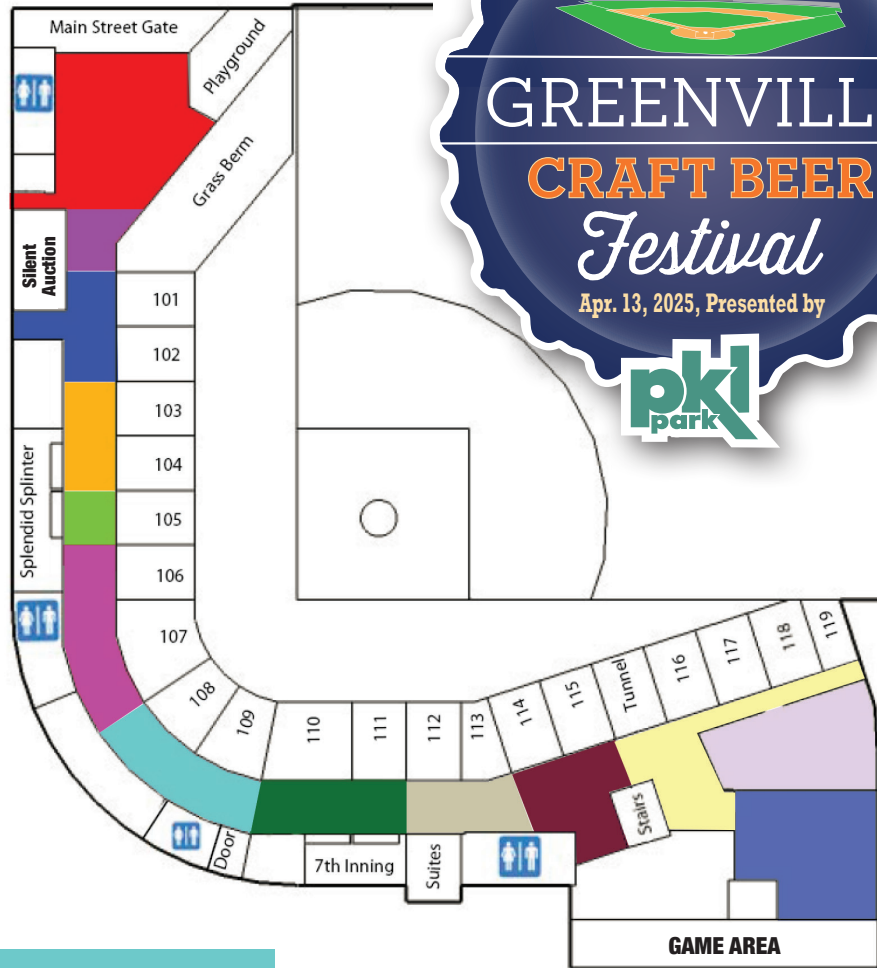 Main Street Gate
Playground
Grass Berm
GREENVILL
CRAFT BEER
Festival
Apr. 13, 2025, Presented by
pkl
park
Silent
Auction
101
102
103
104
105
106
107
108
109
110
111
112
113
114
115
Tunnel
116
117
118
119
Splendid Splinter
Door
7th Inning
Suites
Stairs
GAME AREA